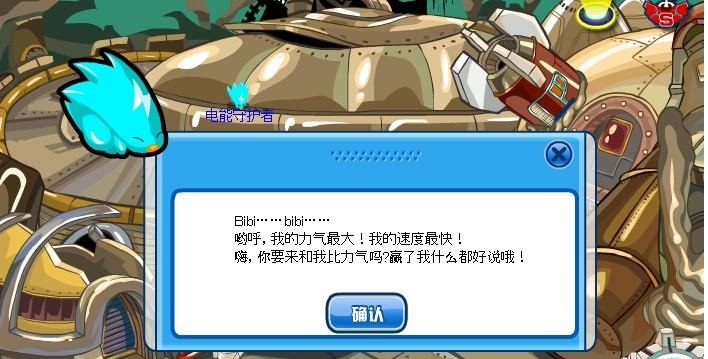 S
电能守护者
Bibi……bibi……
哟呼,我的力气最大！我的速度最快！
嗨,你要来和我比力气吗?赢了我什么都好说哦！
确认